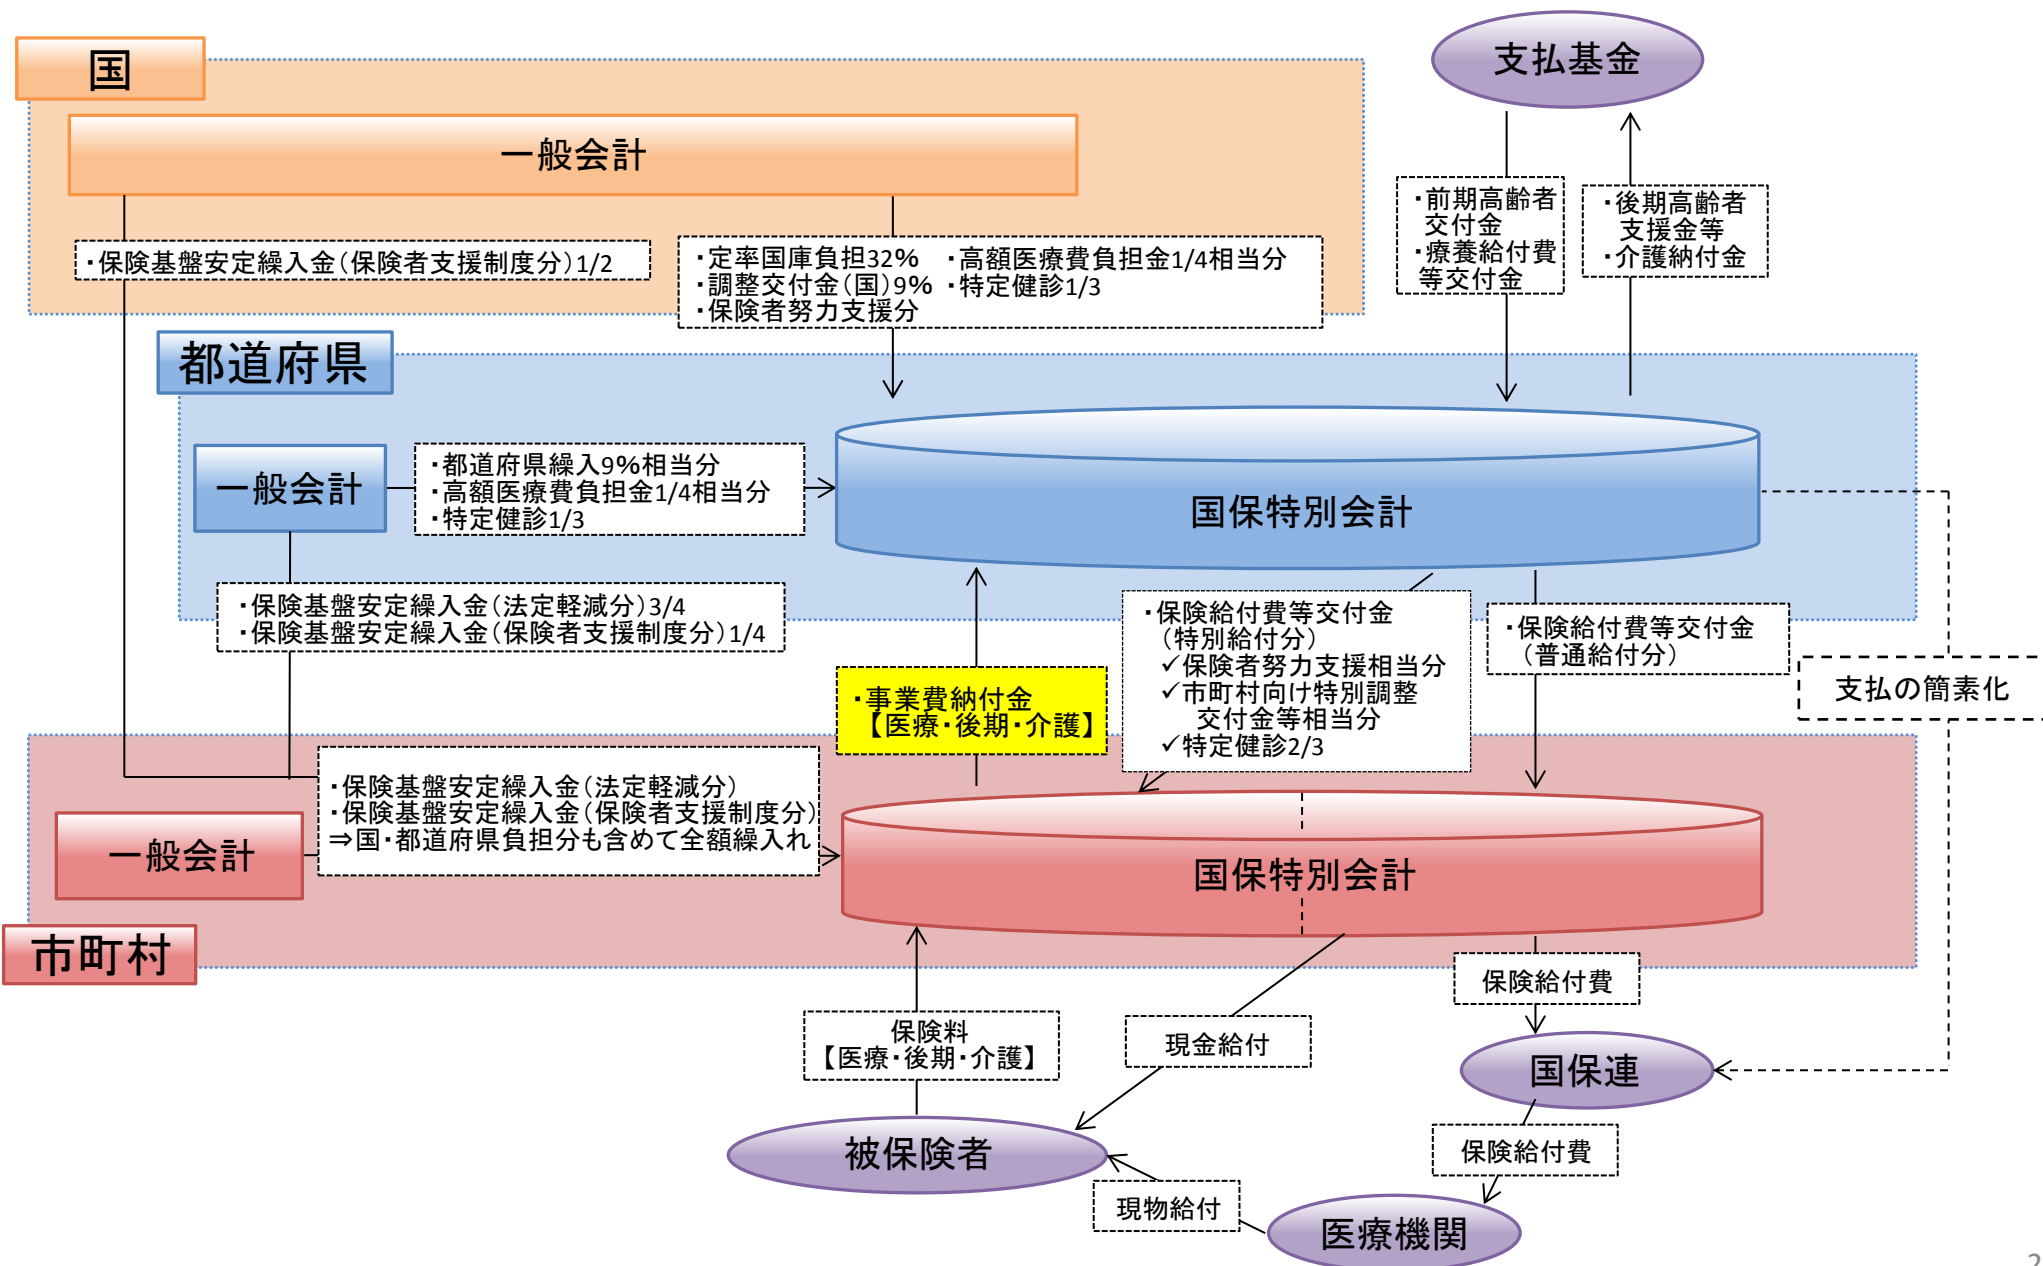 国
一般会計
・保険基盤安定繰入金(保険者支援制度分)1/2
・定率国庫負担32% ・高額医療費負担金1/4相当分
・調整交付金(国)9% ・特定健診1/3
・保険者努力支援分
支払基金
・前期高齢者
交付金
・療養給付費
等交付金
・後期高齢者
支援金等
・介護納付金
都道府県
一般会計
・都道府県繰入9%相当分
・高額医療費負担金1/4相当分
・特定健診1/3
国保特別会計
・保険基盤安定繰入金(法定軽減分)3/4
・保険基盤安定繰入金(保険者支援制度分)1/4
・事業費納付金
【医療・後期・介護】
・保険給付費等交付金
(特別給付分)
✓保険者努力支援相当分
✓市町村向け特別調整
交付金等相当分
✓特定健診2/3
・保険給付費等交付金
(普通給付分)
支払の簡素化
・保険基盤安定繰入金(法定軽減分)
・保険基盤安定繰入金(保険者支援制度分)
⇒国・都道府県負担分も含めて全額繰入れ
一般会計
国保特別会計
市町村
保険料
【医療・後期・介護】
現金給付
保険給付費
国保連
被保険者
保険給付費
現物給付
医療機関
2